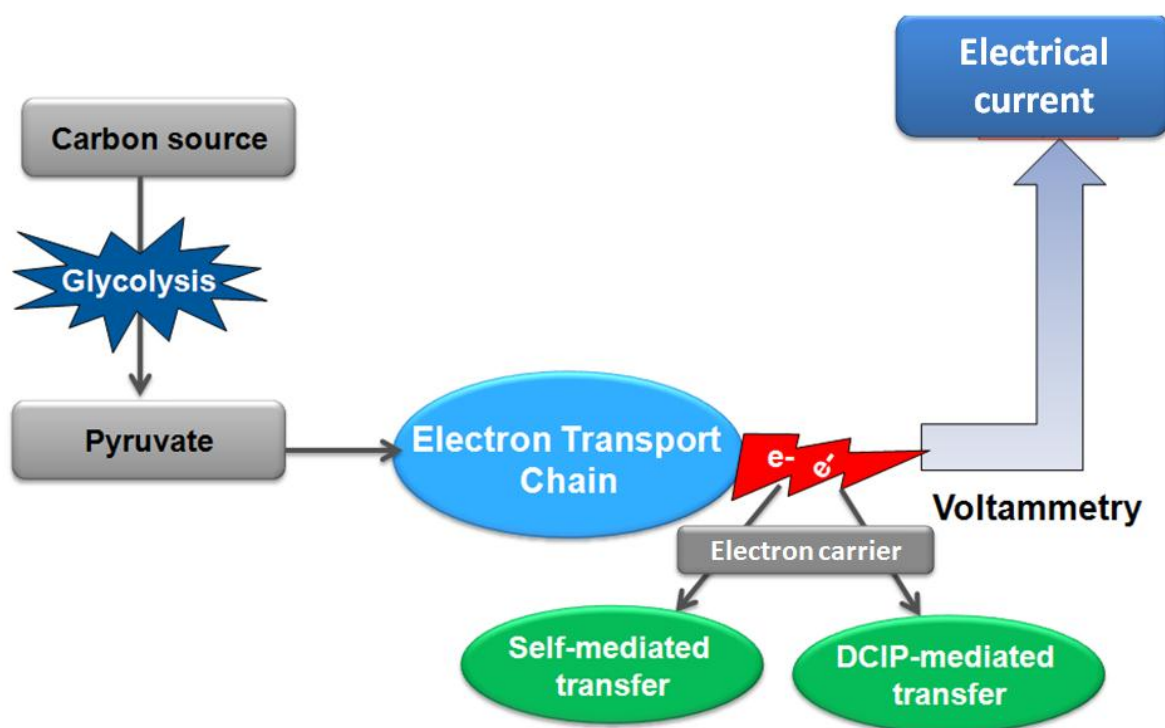 Electrical
current
Carbon source
Glycolysis
Pyruvate
Electron Transport
Chain
e-
e-
Voltammetry
Electron carrier
Self-mediated
transfer
DCIP-mediated
transfer